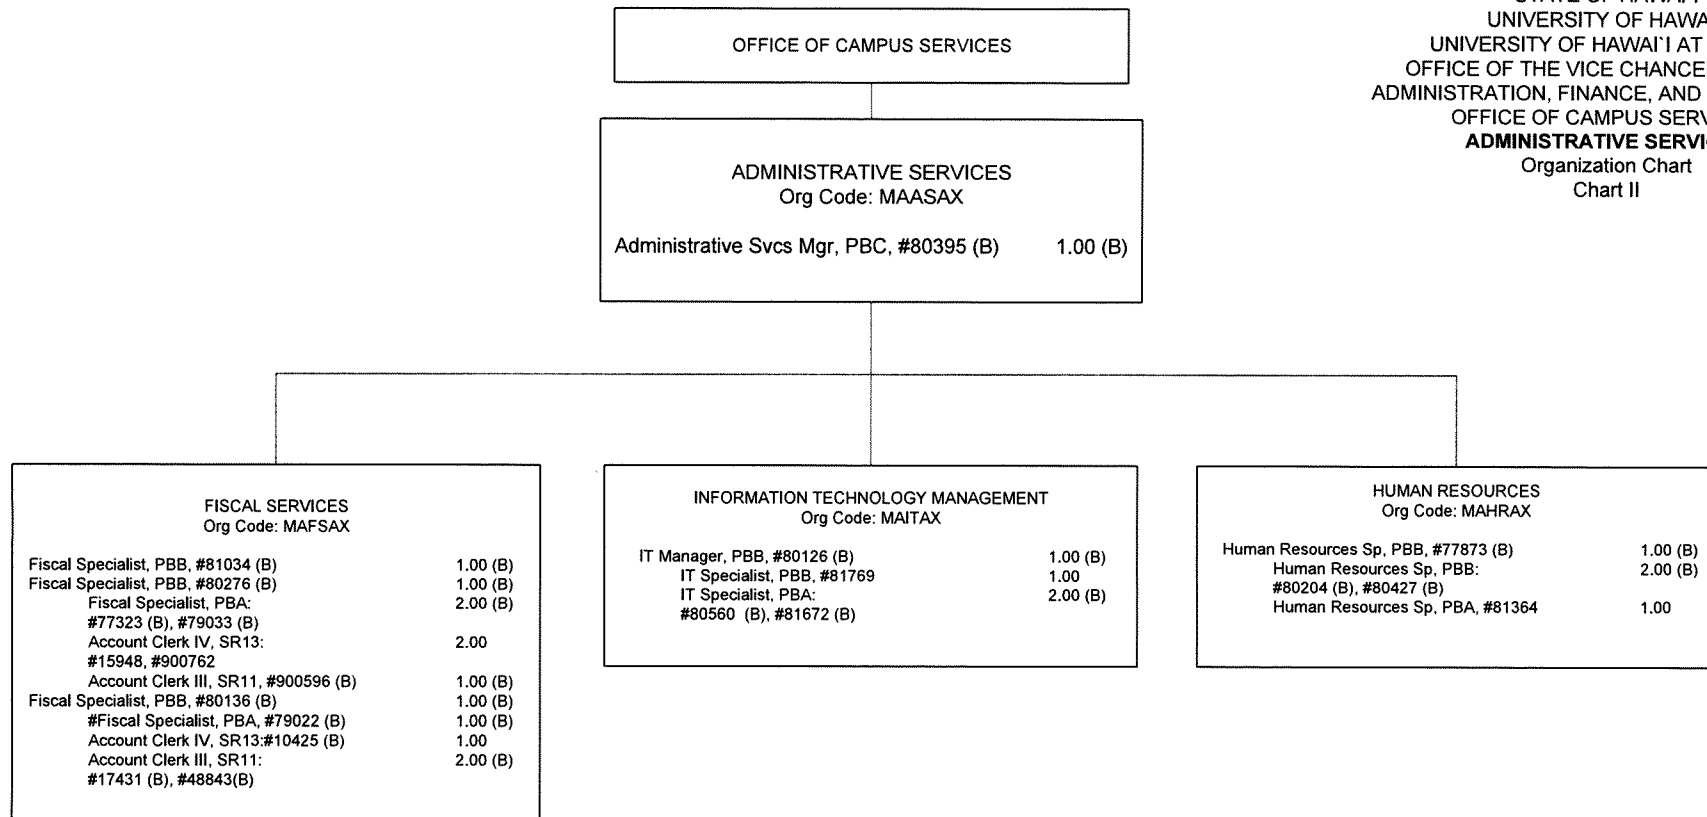 UNIVERSITY OF
UNIVERSITY OF HAWAI`I AT
OFFICE OF THE VICE
ADMINISTRATION, FINANCE, AND
OFFICE OF CAMPUS
ADMINISTRATIVE
Organization Chart
Chart II
OFFICE OF CAMPUS SERVICES
ADMINISTRATIVE SERVICES
Org Code: MAASAX
Administrative Svcs Mgr, PBC, #80395 (B) 1.00 (B)
FISCAL SERVICES
Org Code: MAFSAX
Fiscal Specialist, PBB, #81034 (B) 1.00 (B)
Fiscal Specialist, PBB, #80276 (B) 1.00 (B)
Fiscal Specialist, PBA: 2.00 (B)
#77323 (B), #79033 (B)
Account Clerk IV, SR13: 2.00
#15948, #900762
Account Clerk III, SR11, #900596 (B) 1.00 (B)
Fiscal Specialist, PBB, #80136 (B) 1.00 (B)
#Fiscal Specialist, PBA, #79022 (B) 1.00 (B)
Account Clerk IV, SR13:#10425 (B) 1.00
Account Clerk III, SR11: 2.00 (B)
#17431 (B), #48843(B)
INFORMATION TECHNOLOGY MANAGEMENT
Org Code: MAITAX
IT Manager, PBB, #80126 (B) 1.00 (B)
IT Specialist, PBB, #81769 1.00
IT Specialist, PBA: 2.00 (B)
#80560 (B), #81672 (B)
HUMAN RESOURCES
Org Code: MAHRAX
Human Resources Sp, PBB, #77873 (B) 1.00 (B)
Human Resources Sp, PBB: 2.00 (B)
#80204 (B), #80427 (B)
Human Resources Sp, PBA, #81364 1.00